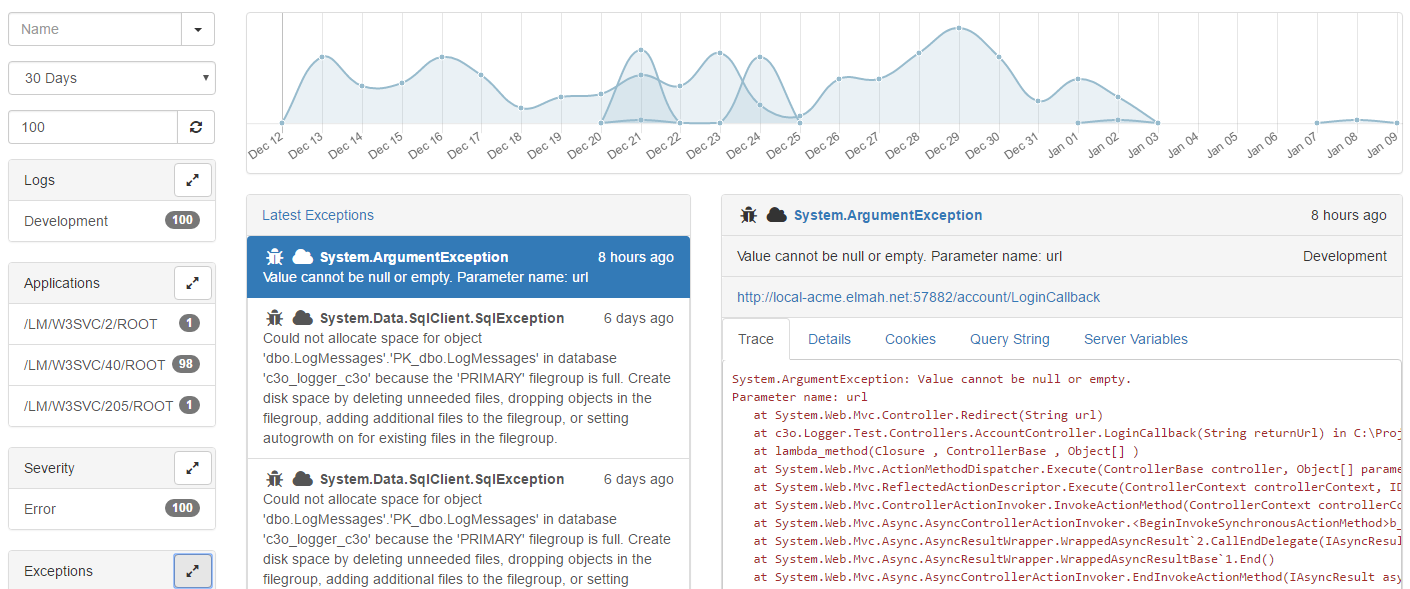 Name
30 Days
100
Logs
Development 100
Applications
/LM/W3SVC/2/ROOT 1
/LM/W3SVC/40/ROOT 98
/LM/W3SVC/205/ROOT 1
Severity
Error 100
Exceptions
Dec 12 Dec 13 Dec 14 Dec 15 Dec 16 Dec 17 Dec 18 Dec 19 Dec 20 Dec 21 Dec 22 Dec 23 Dec 24 Dec 25 Dec 26 Dec 27 Dec 28 Dec 29 Dec 30 Dec 31 Jan 01 Jan 02 Jan 03 Jan 04 Jan 05 Jan 06 Jan 07 Jan 08 Jan 09
Latest Exceptions
System.ArgumentException 8 hours ago
Value cannot be null or empty. Parameter name: url
System.Data.SqlClient.SqlException 6 days ago
Could not allocate space for object
'dbo.LogMessages'.'PK_dbo.LogMessages' in database
'c3o_logger_c3o' because the 'PRIMARY' filegroup is full. Create
disk space by deleting unneeded files, dropping objects in the
filegroup, adding additional files to the filegroup, or setting
autogrowth on for existing files in the filegroup.
System.Data.SqlClient.SqlException 6 days ago
Could not allocate space for object
'dbo.LogMessages'.'PK_dbo.LogMessages' in database
'c3o_logger_c3o' because the 'PRIMARY' filegroup is full. Create
disk space by deleting unneeded files, dropping objects in the
filegroup, adding additional files to the filegroup, or setting
System.ArgumentException 8 hours ago
Value cannot be null or empty. Parameter name: url Development
http://local-acme.elmah.net:57882/account/LoginCallback
Trace Details Cookies Query String Server Variables
System.ArgumentException: Value cannot be null or empty.
Parameter name: url
at System.Web.Mvc.Controller.Redirect(String url)
at c3o.Logger.Test.Controllers.AccountController.LoginCallback(String returnUrl) in C:\Proj
at lambda_method(Closure , ControllerBase , Object[] )
at System.Web.Mvc.ActionMethodDispatcher.Execute(ControllerBase controller, Object[] parame
at System.Web.Mvc.ReflectedActionDescriptor.Execute(ControllerContext controllerContext, ID
at System.Web.Mvc.ControllerActionInvoker.InvokeActionMethod(ControllerContext controllerCo
at System.Web.Mvc.Async.AsyncControllerActionInvoker.<BeginInvokeSynchronousActionMethod>b_
at System.Web.Mvc.Async.AsyncResultWrapper.WrappedAsyncResult`2.CallEndDelegate(IAsyncResul
at System.Web.Mvc.Async.AsyncResultWrapper.WrappedAsyncResultBase`1.End()
at System.Web.Mvc.Async.AsyncControllerActionInvoker.EndInvokeActionMethod(IAsyncResult asy